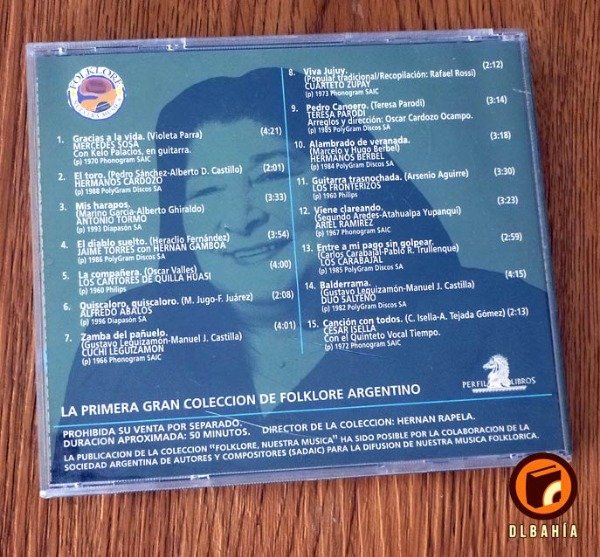 FOLKLORE
NUESTRA MUSICA
1. Gracias a la vida. (Violeta Parra) (4:21)
MERCEDES SOSA
Con Kelo Palacios, en guitarra.
(p) 1970 Phonogram SAIC
2. El toro. (Pedro Sánchez-Alberto D. Castillo) (2:01)
HERMANOS CARDOZO
(p) 1988 PolyGram Discos SA
3. Mis harapos. (3:33)
(Marino García-Alberto Ghiraldo)
ANTONIO TORMO
(p) 1993 Diapasón SA
4. El diablo suelto. (Heraclio Fernández) (3:54)
JAIME TORRES con HERNAN GAMBOA
(p) 1986 PolyGram Discos SA
5. La compañera. (Oscar Valles) (4:00)
LOS CANTORES DE QUILLA HUASI
(p) 1960 Philips
6. Quiscaloro, quiscaloro. (M. Jugo-F. Juárez) (2:08)
ALFREDO ABALOS
(p) 1996 Diapasón SA
7. Zamba del pañuelo. (4:01)
(Gustavo Leguizamón-Manuel J. Castilla)
CUCHI LEGUIZAMON
(p) 1966 Phonogram SAIC
8. Viva Jujuy. (2:12)
(Popular tradicional/Recopilación: Rafael Rossi)
CUARTETO ZUPAY
(p) 1973 Phonogram SAIC
9. Pedro Canoero. (Teresa Parodi) (3:14)
TERESA PARODI
Arreglos y dirección: Oscar Cardozo Ocampo.
(p) 1985 PolyGram Discos SA
10. Alambrado de veranada. (3:18)
(Marcelo y Hugo Berbel)
HERMANOS BERBEL
(p) 1984 PolyGram Discos SA
11. Guitarra trasnochada. (Arsenio Aguirre) (3:30)
LOS FRONTERIZOS
(p) 1960 Philips
12. Viene clareando. (3:23)
(Segundo Aredes-Atahualpa Yupanqui)
ARIEL RAMIREZ
(p) 1967 Phonogram SAIC
13. Entre a mi pago sin golpear. (2:59)
(Carlos Carabajal-Pablo R. Trullenque)
LOS CARABAJAL
(p) 1985 PolyGram Discos SA
14. Balderrama. (4:15)
(Gustavo Leguizamón-Manuel J. Castilla)
DUO SALTEÑO
(p) 1982 PolyGram Discos SA
15. Canción con todos. (C. Isella-A. Tejada Gómez) (2:13)
CESAR ISELLA
Con el Quinteto Vocal Tiempo.
(p) 1972 Phonogram SAIC
LA PRIMERA GRAN COLECCION DE FOLKLORE ARGENTINO
PERFIL LIBROS
PROHIBIDA SU VENTA POR SEPARADO.
DURACION APROXIMADA: 50 MINUTOS. DIRECTOR DE LA COLECCION: HERNAN RAPELA.
LA PUBLICACION DE LA COLECCION "FOLKLORE, NUESTRA MUSICA" HA SIDO POSIBLE POR LA COLABORACION DE LA
SOCIEDAD ARGENTINA DE AUTORES Y COMPOSITORES (SADAIC) PARA LA DIFUSION DE NUESTRA MUSICA FOLKLORICA.
DLBAHÍA